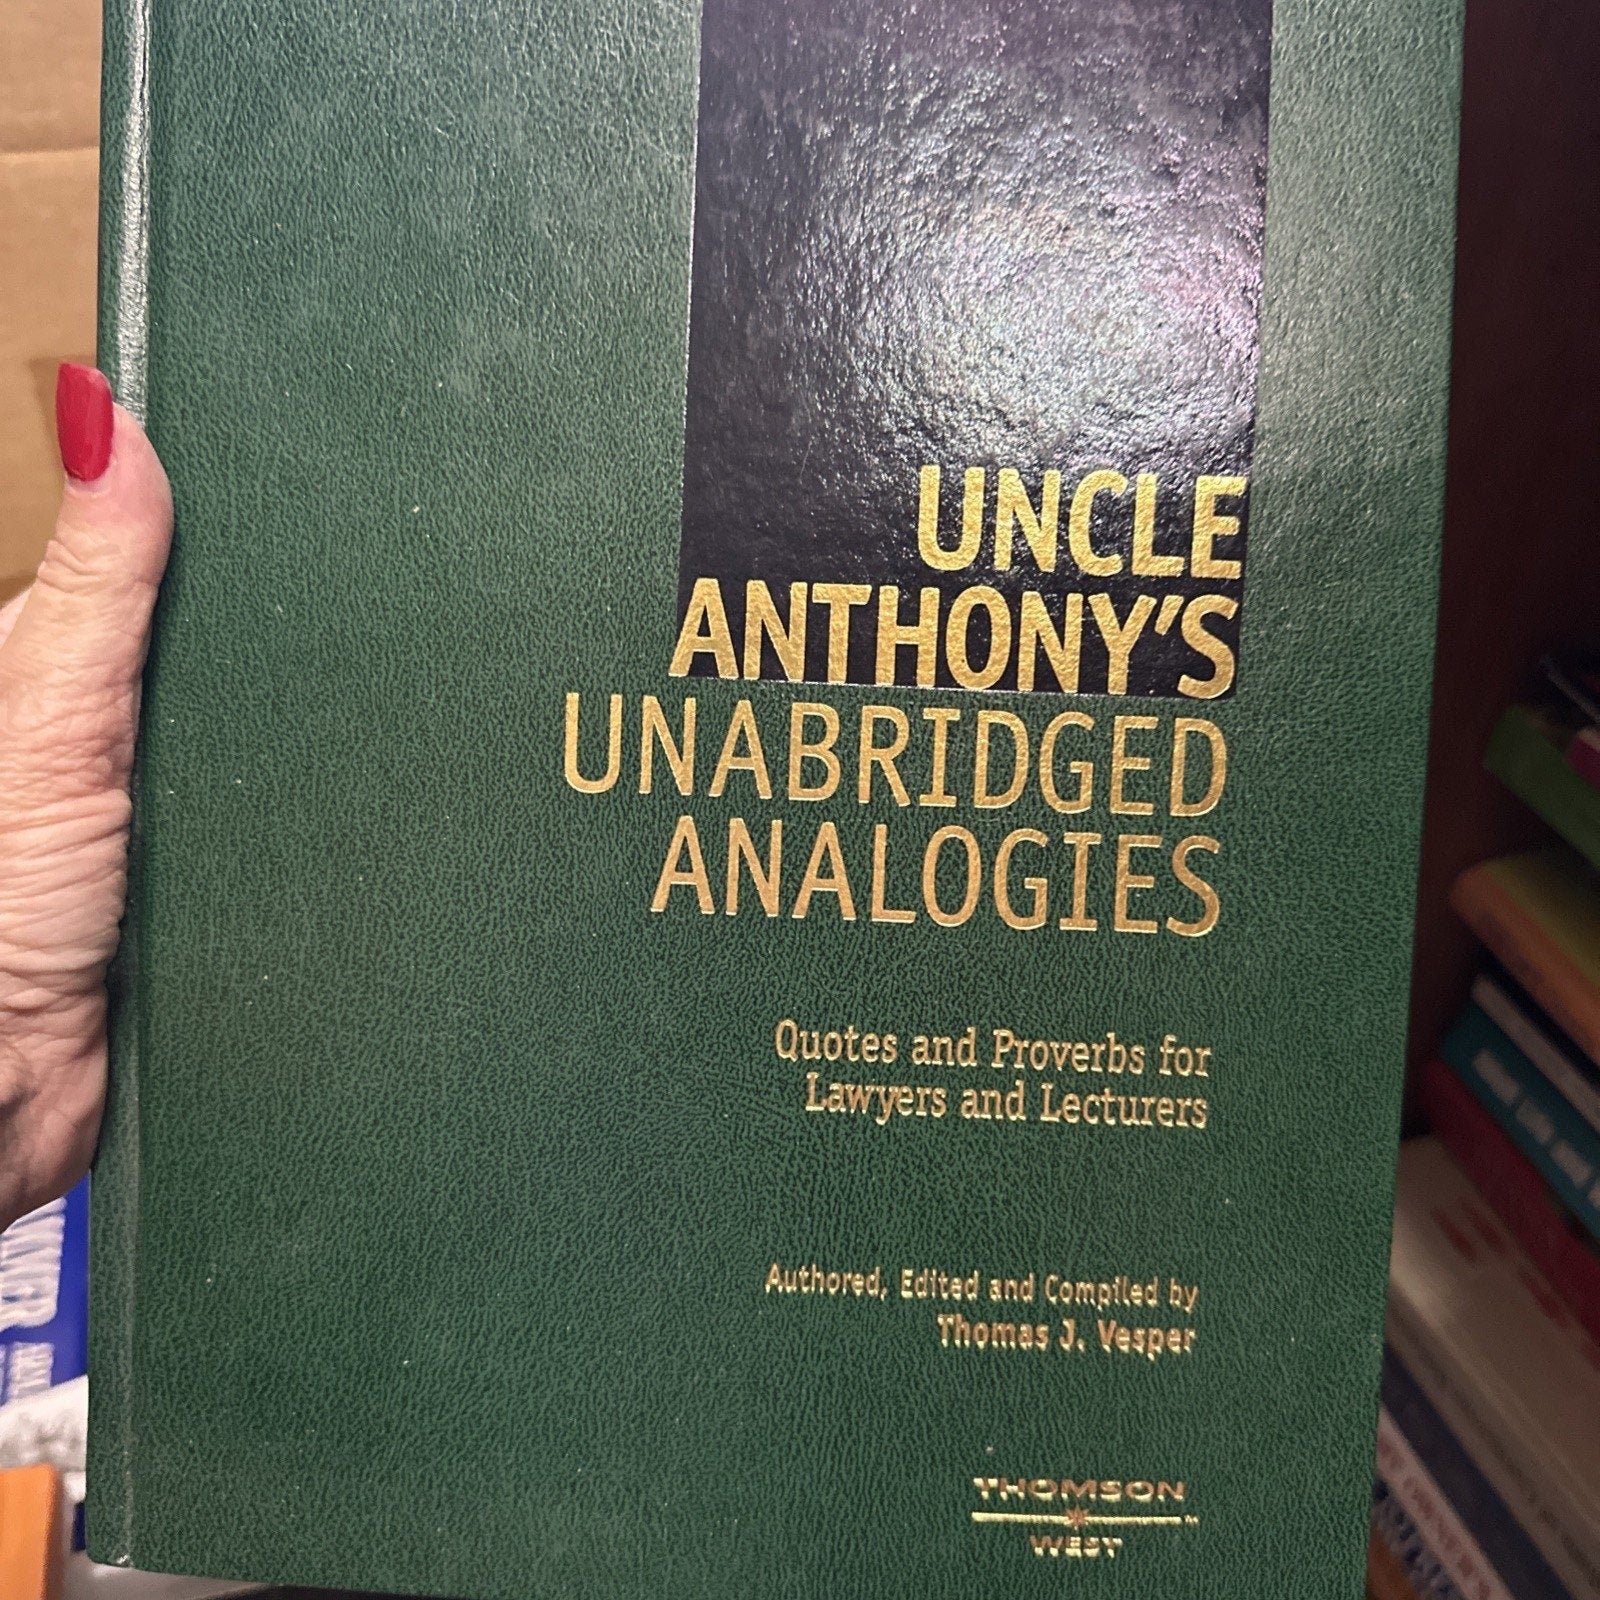 UNCLE
ANTHONY'S
UNABRIDGED
ANALOGIES
Quotes and Proverbs for
Lawyers and Lecturers
Authored, Edited and Compiled by
Thomas J. Vesper
THOMSON
WEST